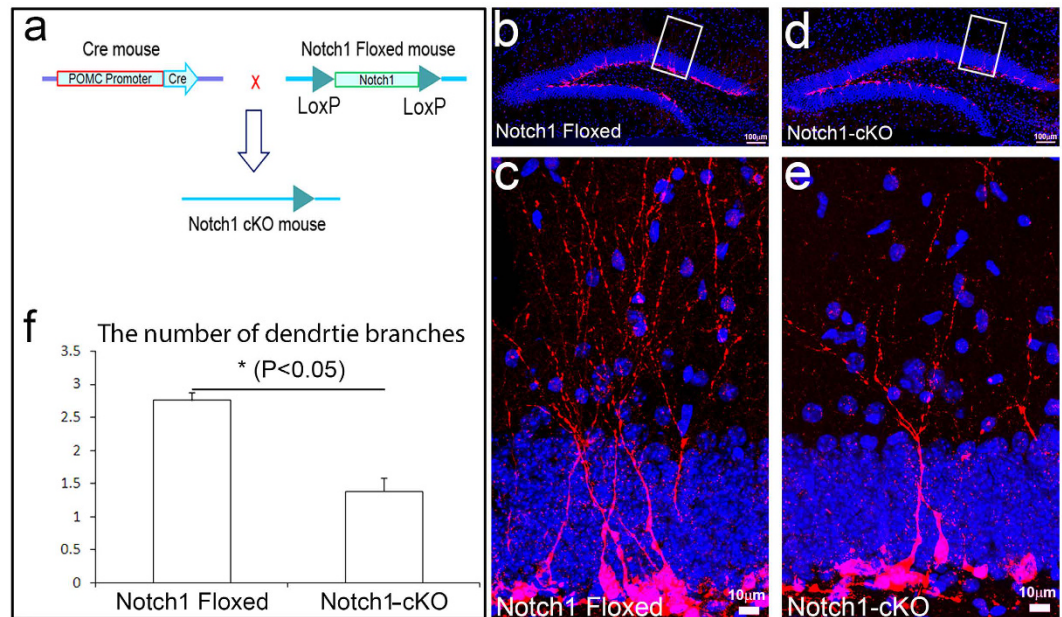 a
Cre mouse
Notch1 Floxed mouse
POMC Promoter Cre
X
Notch1
LoxP LoxP
Notch1 cKO mouse
b
Notch1 Floxed
100μm
d
Notch1-cKO
100μm
c
Notch1 Floxed
10μm
e
Notch1-cKO
10μm
f
The number of dendrtie branches
* (P<0.05)
3.5
3
2.5
2
1.5
1
0.5
0
Notch1 Floxed Notch1-cKO